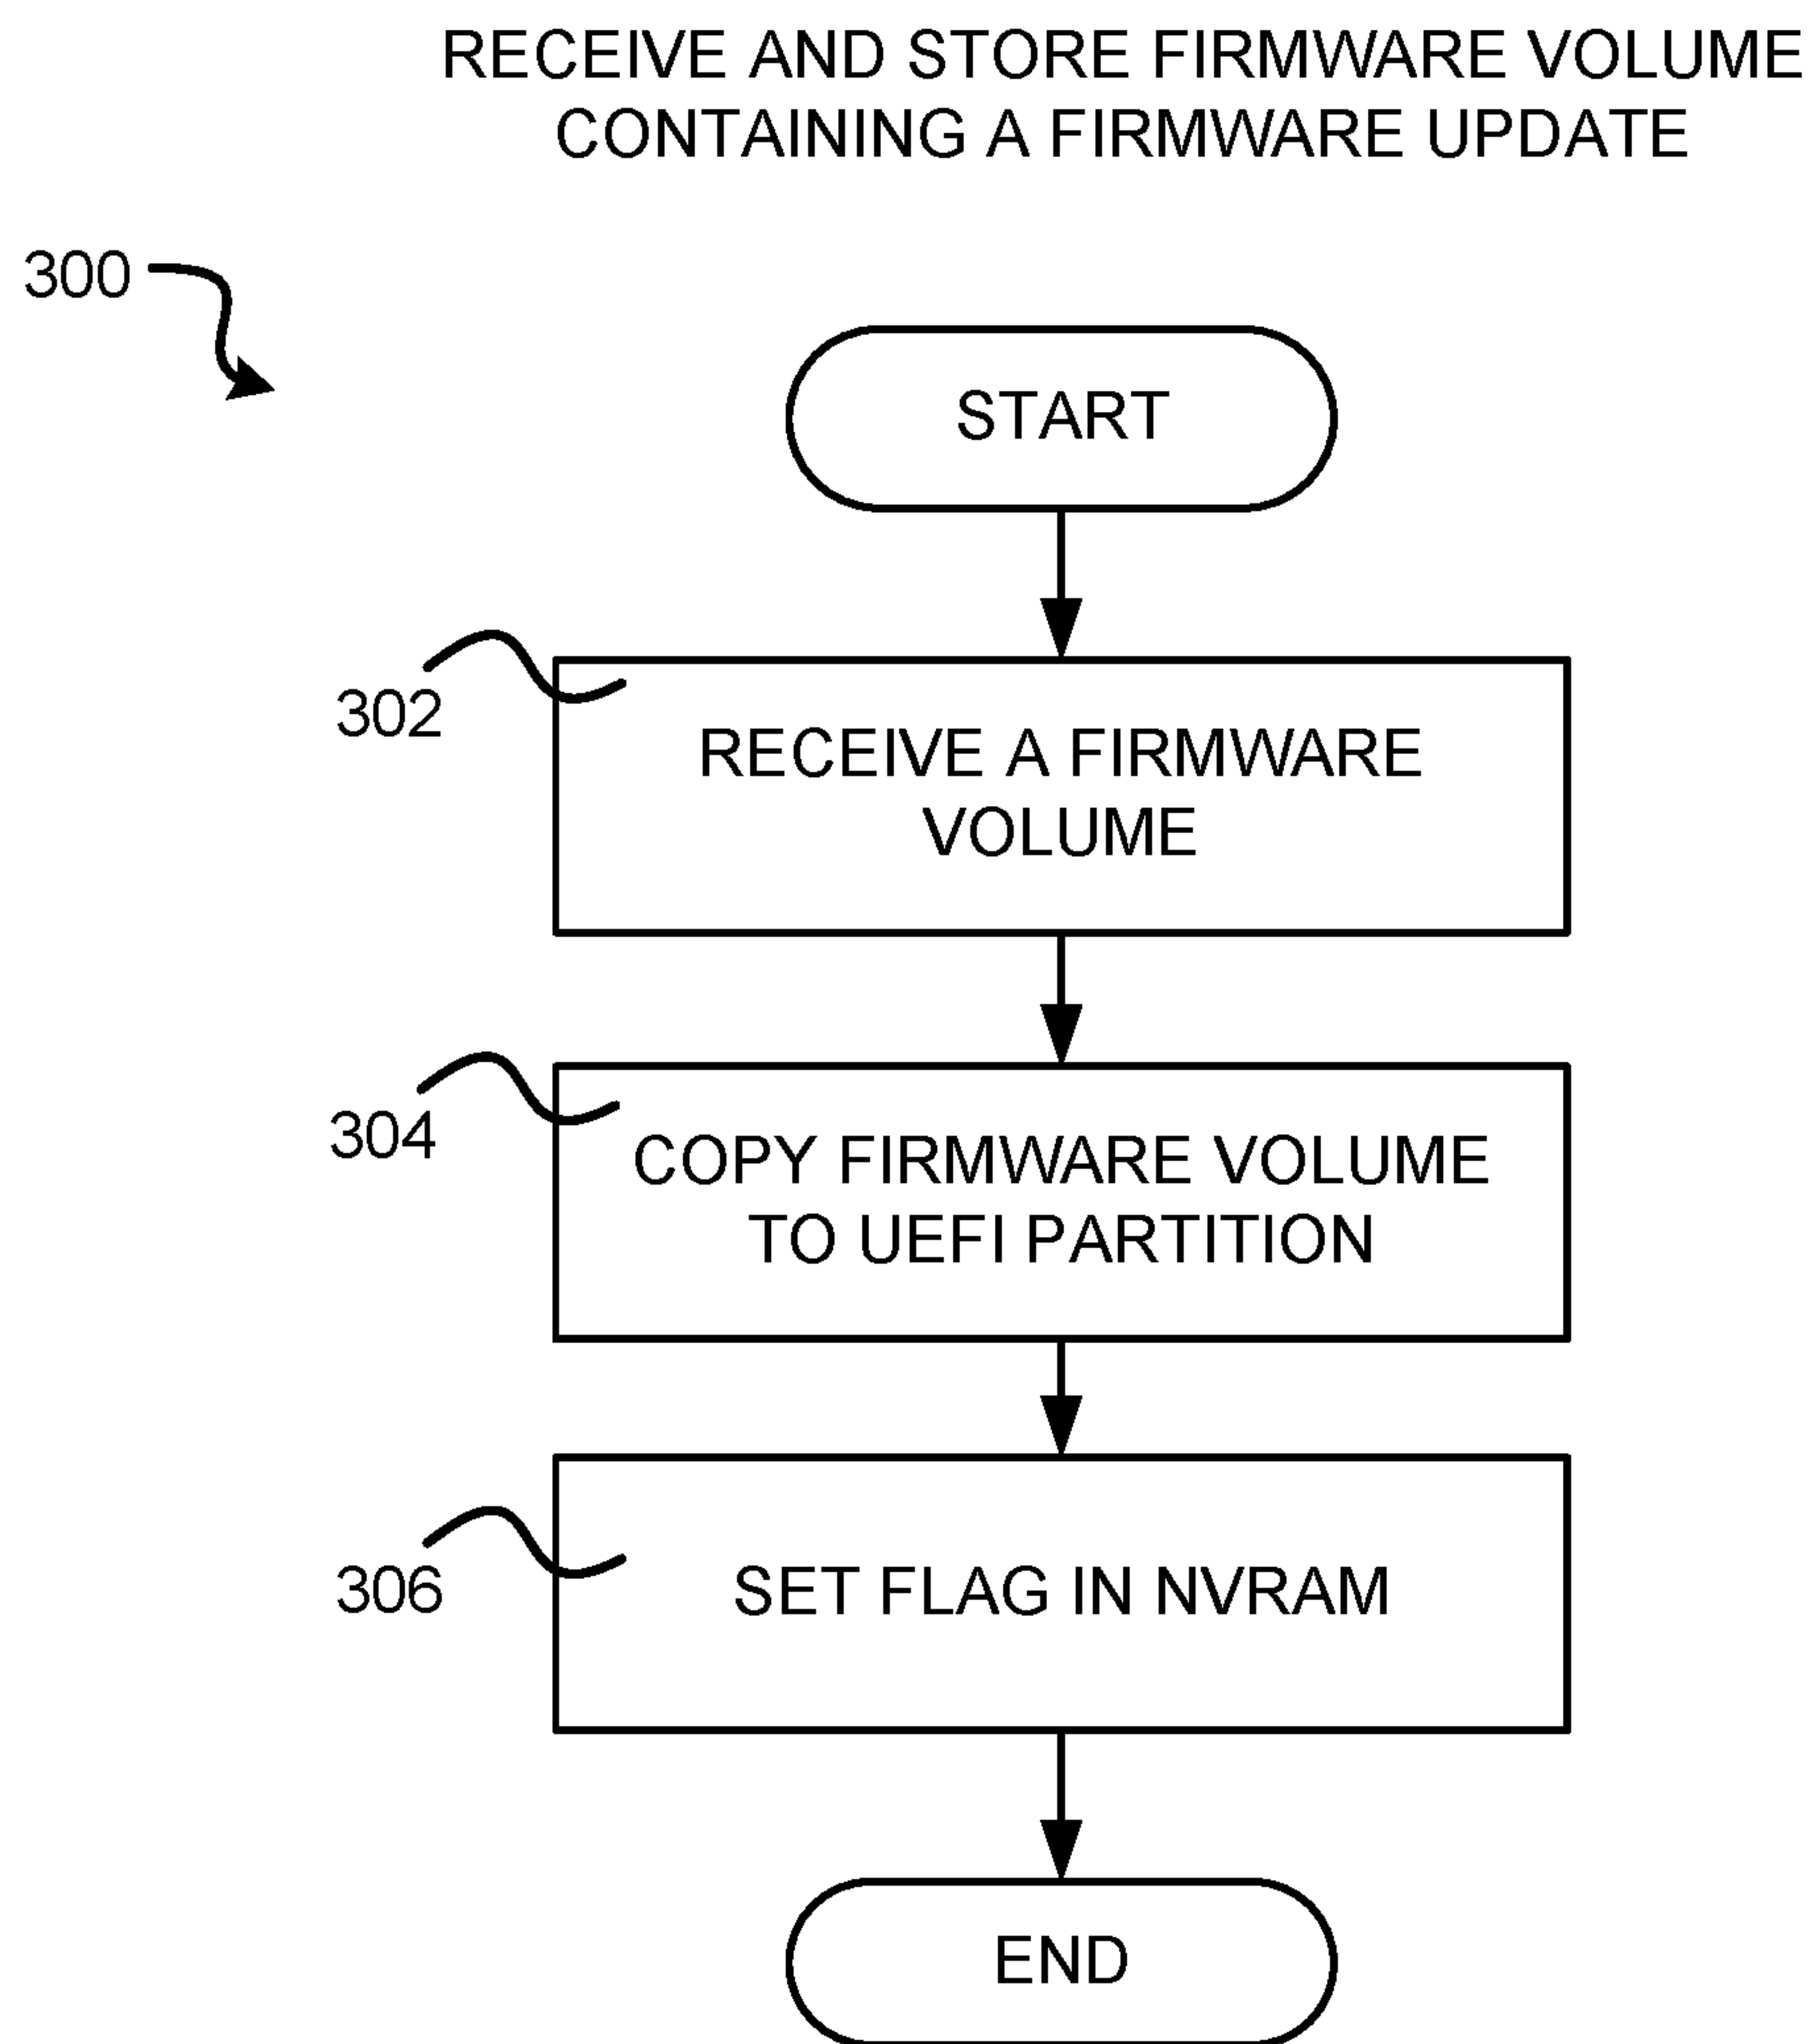 RECEIVE AND STORE FIRMWARE VOLUME
CONTAINING A FIRMWARE UPDATE
300
START
302
RECEIVE A FIRMWARE
VOLUME
304
COPY FIRMWARE VOLUME
TO UEFI PARTITION
306
SET FLAG IN NVRAM
END